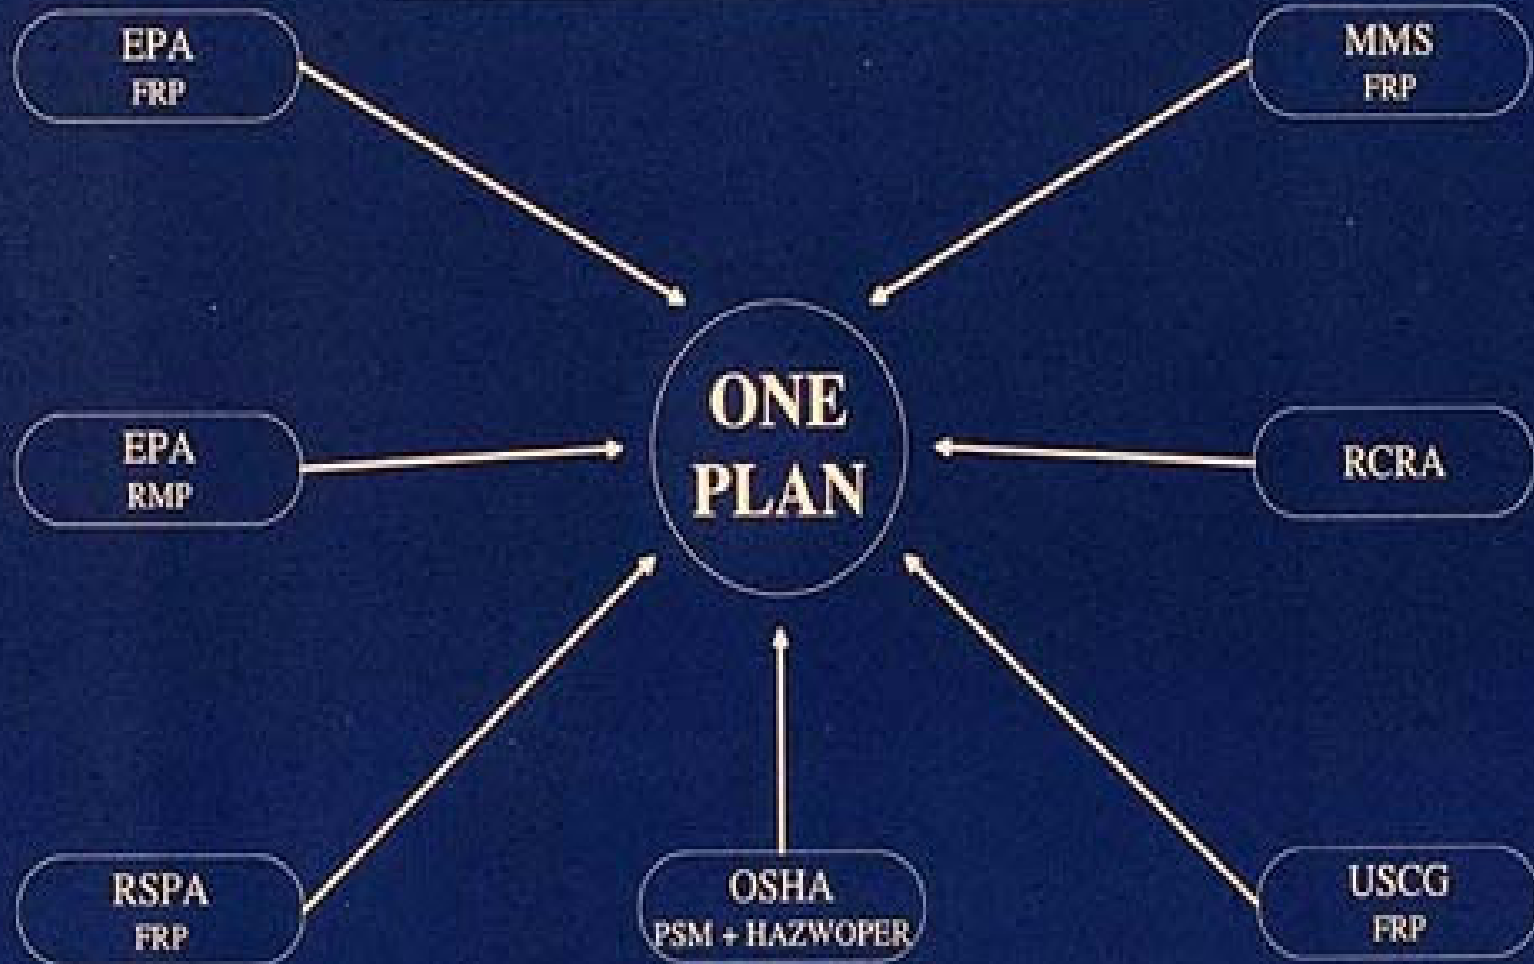 EPA
FRP
MMS
FRP
ONE
PLAN
EPA
RMP
RCRA
RSPA
FRP
OSHA
PSM + HAZWOPER
USCG
FRP